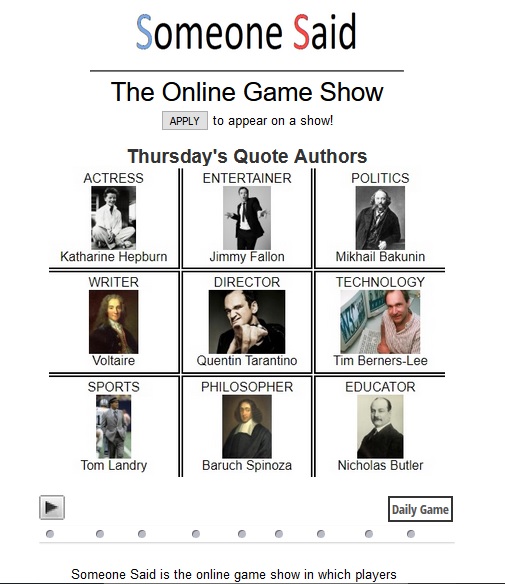 Someone Said
The Online Game Show
APPLY to appear on a show!
Thursday's Quote Authors
ACTRESS ENTERTAINER POLITICS
Katharine Hepburn Jimmy Fallon Mikhail Bakunin
WRITER DIRECTOR TECHNOLOGY
Voltaire Quentin Tarantino Tim Berners-Lee
SPORTS PHILOSOPHER EDUCATOR
Tom Landry Baruch Spinoza Nicholas Butler
Daily Game
Someone Said is the online game show in which players